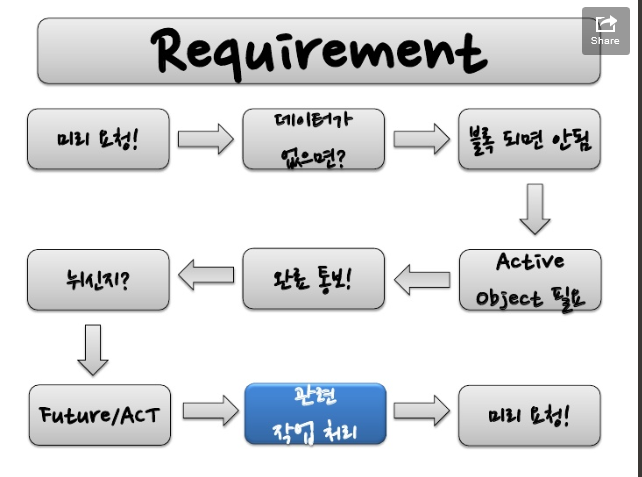 Requirement
Share
미리 요청!
데이터가
없으면?
블록 되면 안됨
Active
Object 필요
완료 통보!
뉘신지?
Future/ACT
관련
작업 처리
미리 요청!